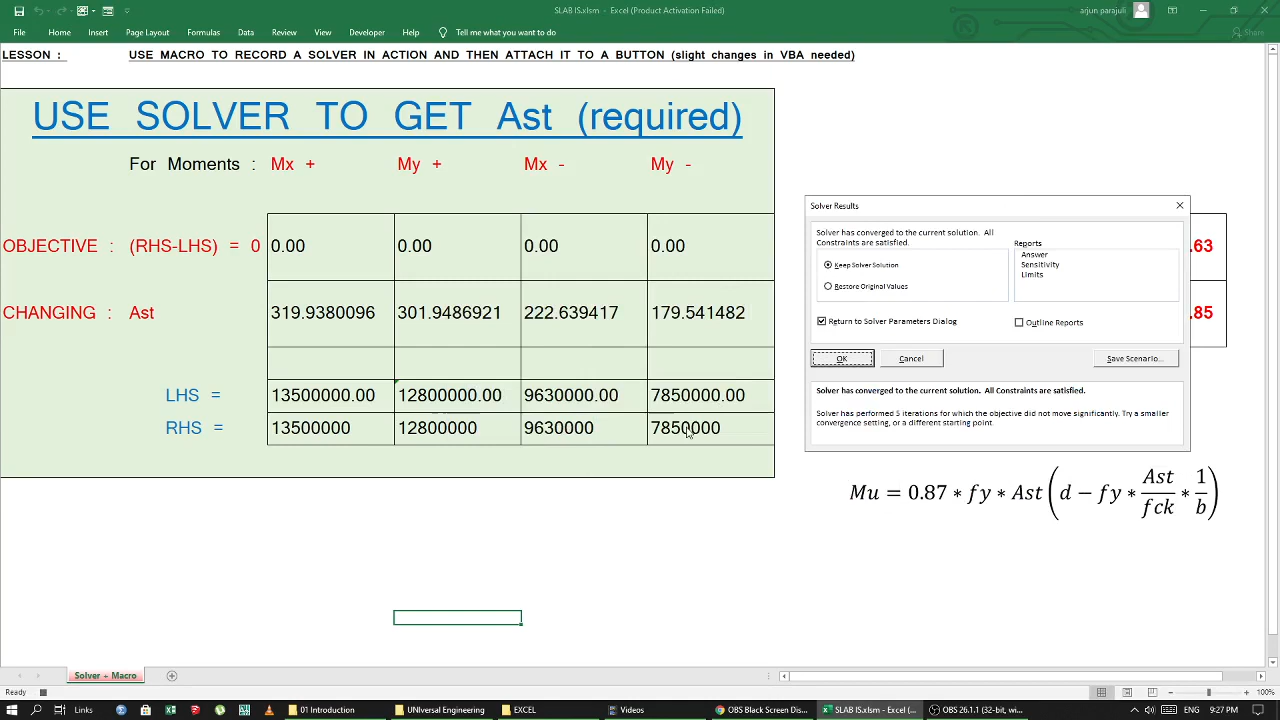 SLAB IS.xlsm - Excel (Product Activation Failed)
arjun parajuli
File Home Insert Page Layout Formulas Data Review View Developer Help Tell me what you want to do
Share
LESSON : USE MACRO TO RECORD A SOLVER IN ACTION AND THEN ATTACH IT TO A BUTTON (slight changes in VBA needed)
USE SOLVER TO GET Ast (required)
For Moments : Mx + My + Mx - My -
OBJECTIVE : (RHS-LHS) = 0 0.00 0.00 0.00 0.00
CHANGING : Ast 319.9380096 301.9486921 222.639417 179.541482
LHS = 13500000.00 12800000.00 9630000.00 7850000.00
RHS = 13500000 12800000 9630000 7850000
.63
.85
Solver Results
Solver has converged to the current solution. All
Constraints are satisfied.
Keep Solver Solution
Restore Original Values
Reports
Answer
Sensitivity
Limits
Return to Solver Parameters Dialog
Outline Reports
OK Cancel Save Scenario...
Solver has converged to the current solution. All Constraints are satisfied.
Solver has performed 5 iterations for which the objective did not move significantly. Try a smaller
convergence setting, or a different starting point.
Mu = 0.87 * fy * Ast (d − fy * Ast/fck * 1/b)
Solver + Macro
Ready
100%
Links 01 Introduction UNIversal Engineering EXCEL Videos OBS Black Screen Dis... SLAB IS.xlsm - Excel (... OBS 26.1.1 (32-bit, win... ENG 9:27 PM